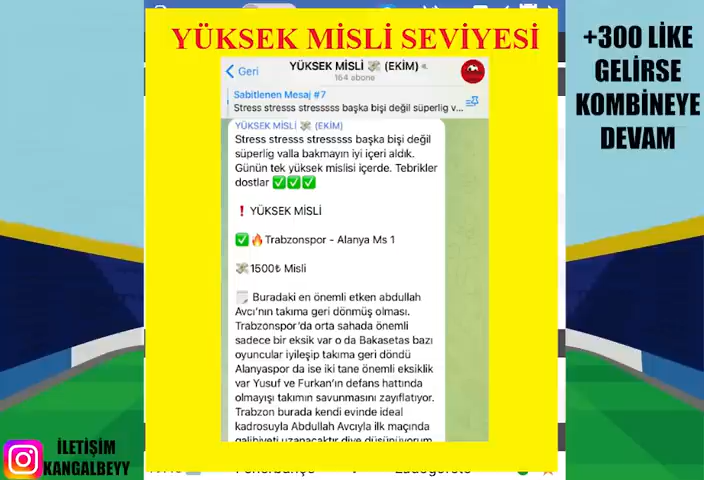 YÜKSEK MİSLİ SEVİYESİ
+300 LİKE
GELİRSE
KOMBİNEYE
DEVAM
Geri
YÜKSEK MİSLİ 💸 (EKİM)
164 abone
Sabitlenen Mesaj #7
Stress stresss stresssss başka bişi değil süperlig v...
YÜKSEK MİSLİ 💸 (EKİM)
Stress stresss stresssss başka bişi değil
süperlig valla bakmayın iyi içeri aldık.
Günün tek yüksek mislisi içerde. Tebrikler
dostlar ✅✅✅
❗ YÜKSEK MİSLİ
✅🔥Trabzonspor - Alanya Ms 1
💸1500₺ Misli
🗒 Buradaki en önemli etken abdullah
Avcı'nın takıma geri dönmüş olması.
Trabzonspor'da orta sahada önemli
sadece bir eksik var o da Bakasetas bazı
oyuncular iyileşip takıma geri döndü
Alanyaspor da ise iki tane önemli eksiklik
var Yusuf ve Furkan'ın defans hattında
olmayışı takımın savunmasını zayıflatıyor.
Trabzon burada kendi evinde ideal
kadrosuyla Abdullah Avcıyla ilk maçında
galibiyeti uzanacaktır diye düşünüyorum
İLETİŞİM
KANGALBEYY